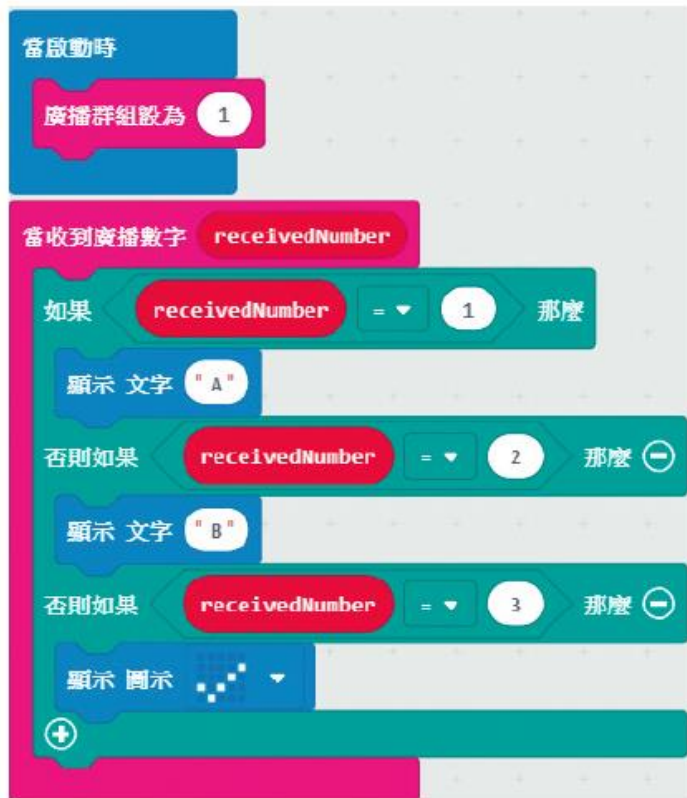 當啟動時
廣播群組設為 1
當收到廣播數字 receivedNumber
如果 receivedNumber = 1 那麼
顯示 文字 "A"
否則如果 receivedNumber = 2 那麼
顯示 文字 "B"
否則如果 receivedNumber = 3 那麼
顯示 圖示